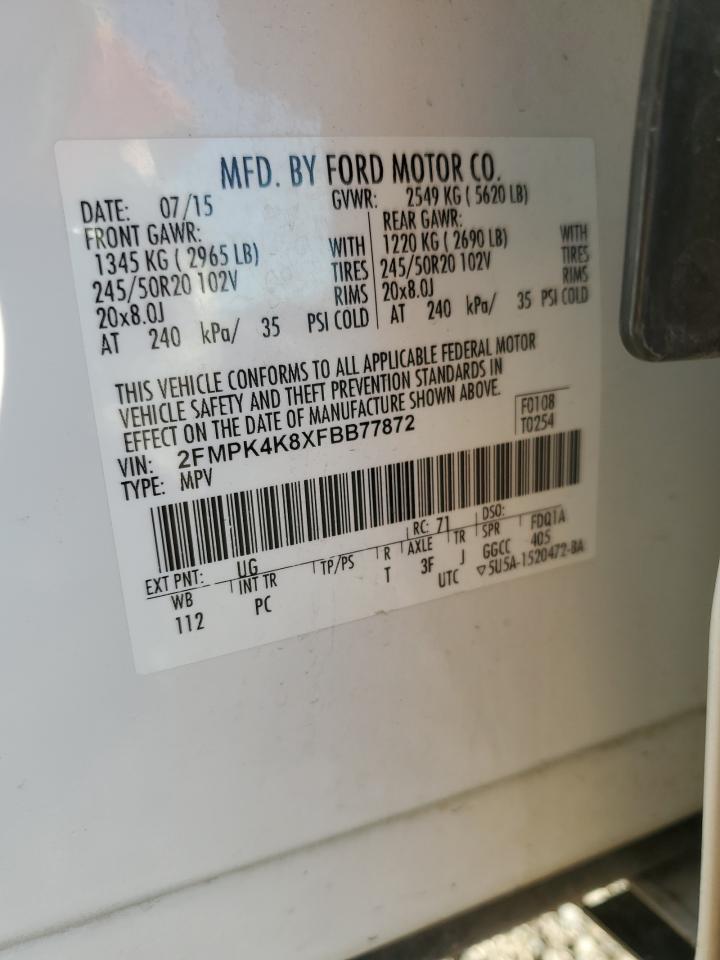 MFD. BY FORD MOTOR CO.
DATE: 07/15 GVWR: 2549 KG ( 5620 LB)
FRONT GAWR: REAR GAWR:
1345 KG ( 2965 LB) WITH 1220 KG ( 2690 LB) WITH
245/50R20 102V TIRES 245/50R20 102V TIRES
20x8.0J RIMS 20x8.0J RIMS
AT 240 kPa/ 35 PSI COLD AT 240 kPa/ 35 PSI COLD
THIS VEHICLE CONFORMS TO ALL APPLICABLE FEDERAL MOTOR
VEHICLE SAFETY AND THEFT PREVENTION STANDARDS IN
EFFECT ON THE DATE OF MANUFACTURE SHOWN ABOVE.
F0108
VIN: 2FMPK4K8XFBB77872 T0254
TYPE: MPV
EXT PNT: UG RC: 71 DSO: FDQ1A
WB INT TR TP/PS R AXLE TR SPR 405
112 PC T 3F J GGCC
UTC ▽5U5A-1520472-BA